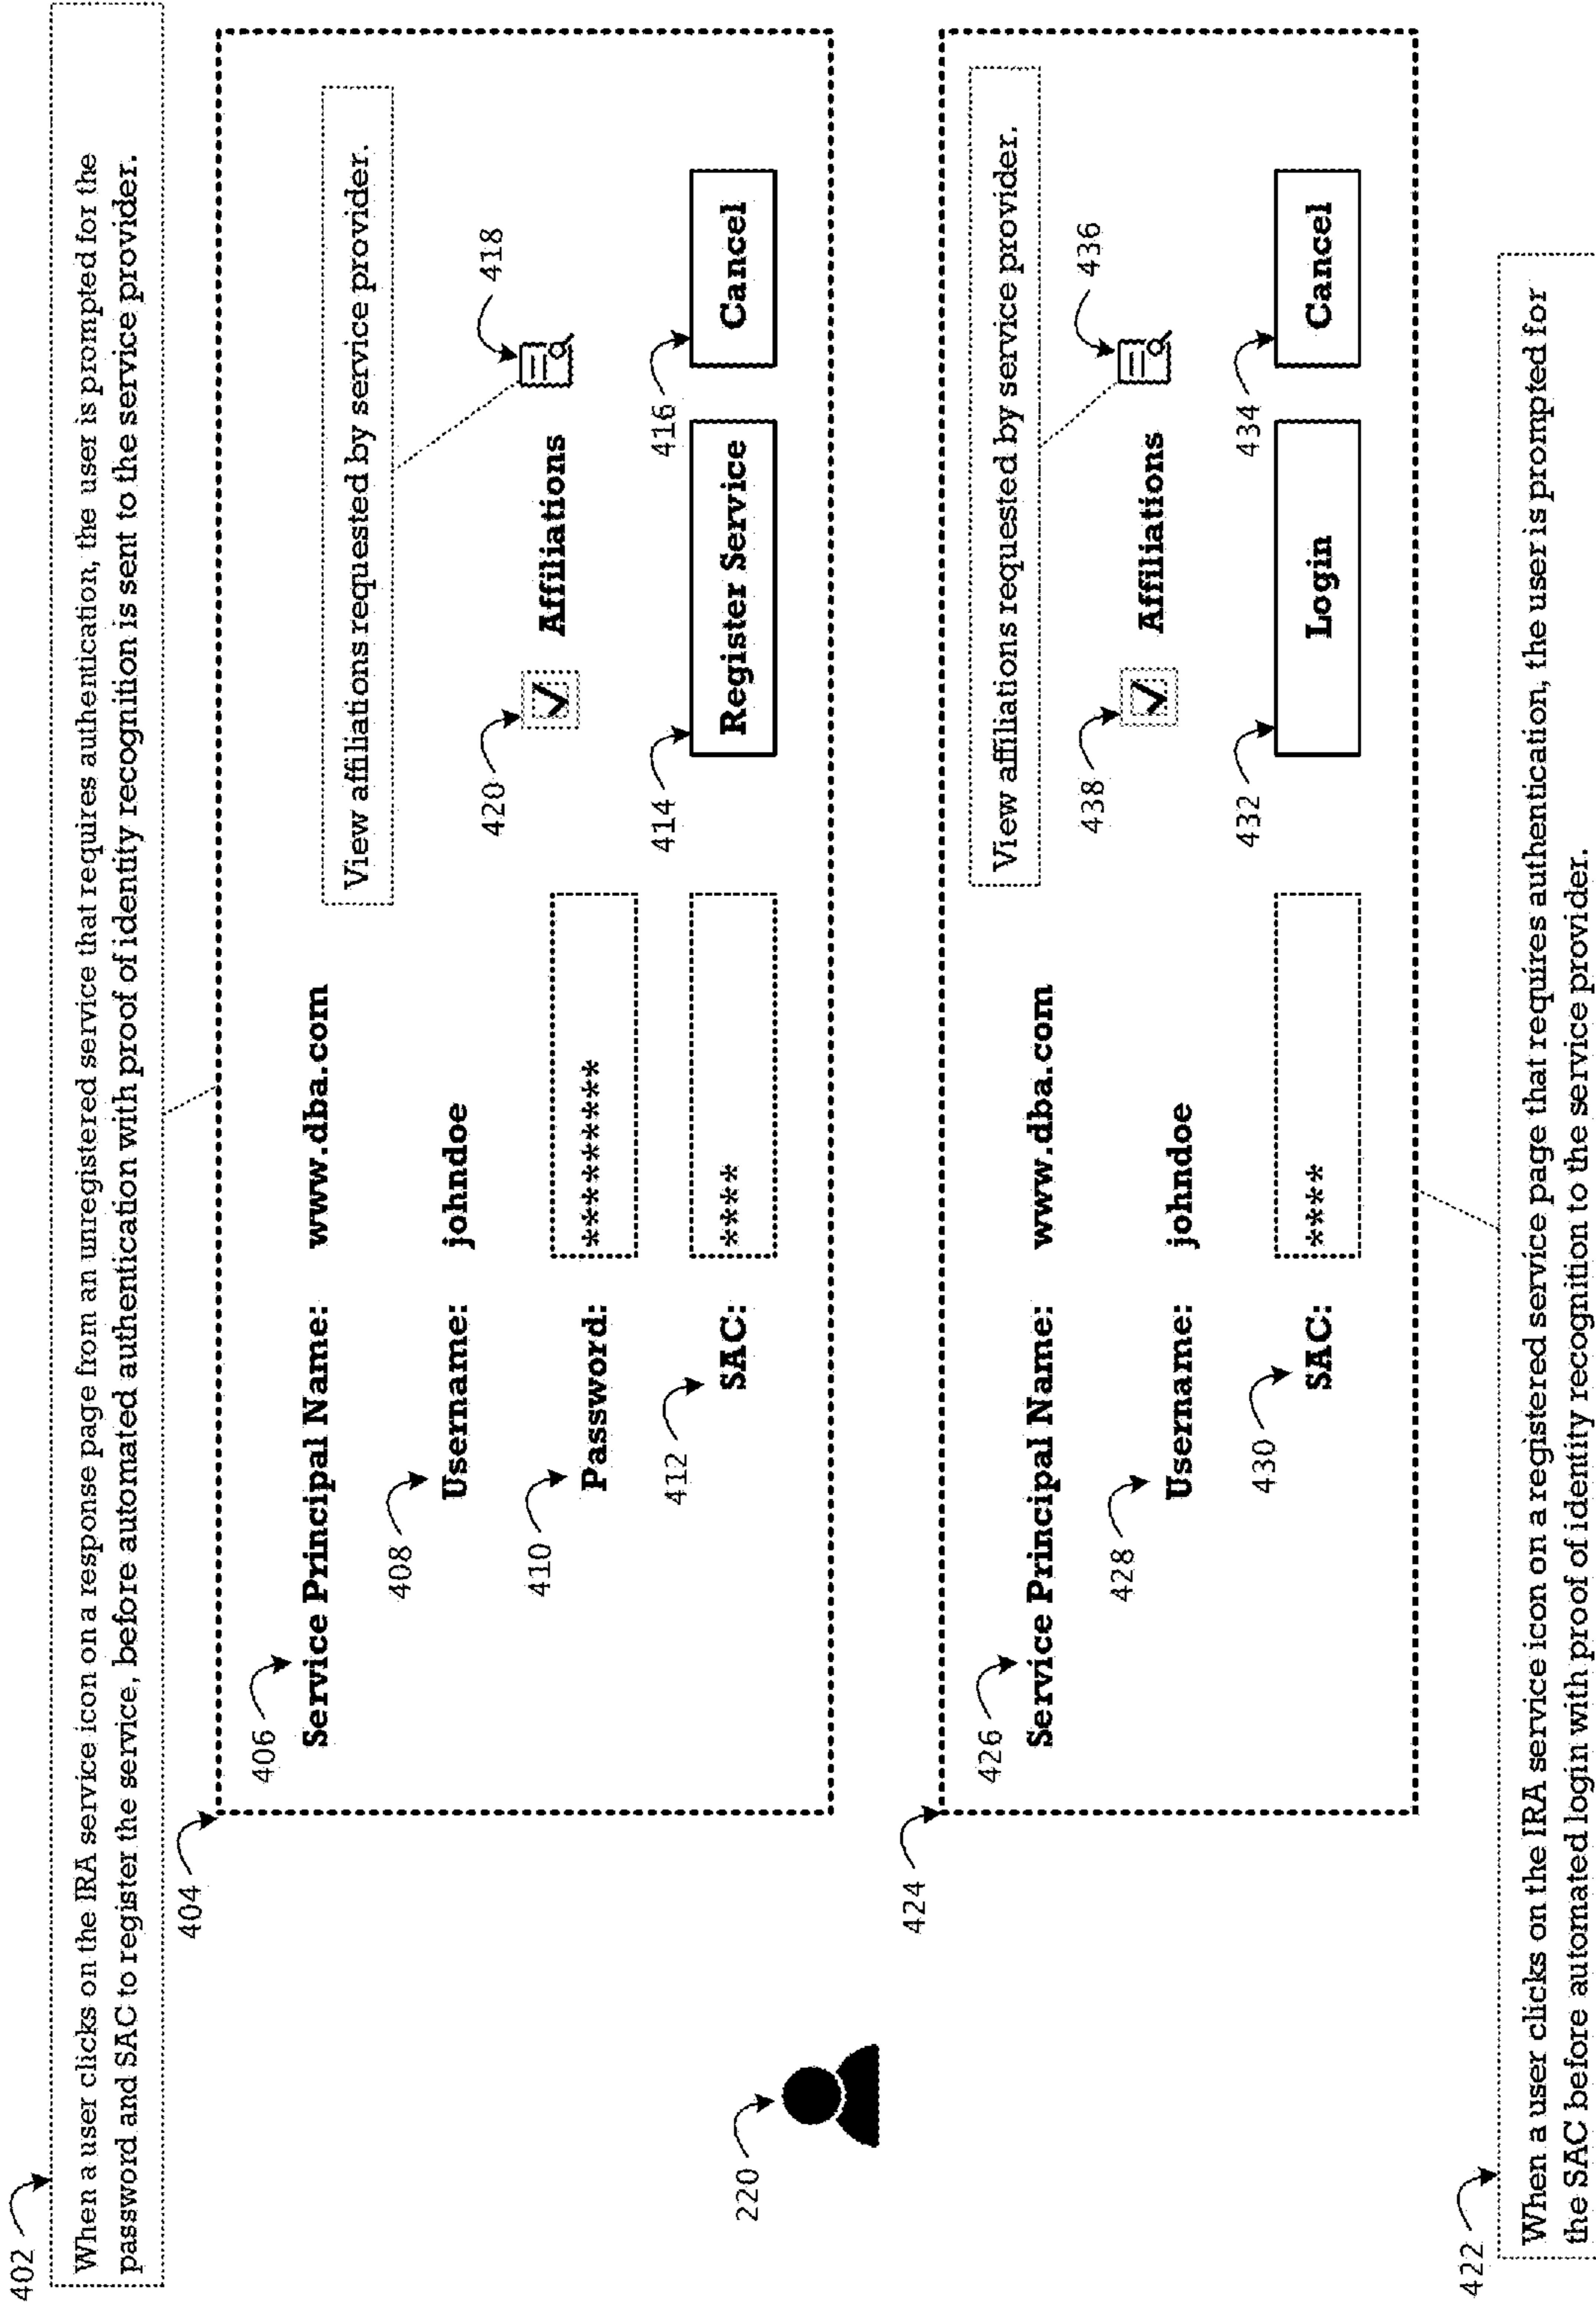 402
When a user clicks on the IRA service icon on a response page from an unregistered service that requires authentication, the user is prompted for the
password and SAC to register the service, before automated authentication with proof of identity recognition is sent to the service provider.
404
406
Service Principal Name: www.dba.com
View affiliations requested by service provider.
408
Username: johndoe
418
420
Affiliations
410
Password: *********
412
SAC: ****
414
Register Service
416
Cancel
220
424
426
Service Principal Name: www.dba.com
View affiliations requested by service provider.
428
Username: johndoe
436
438
Affiliations
430
SAC: ****
432
Login
434
Cancel
422
When a user clicks on the IRA service icon on a registered service page that requires authentication, the user is prompted for
the SAC before automated login with proof of identity recognition to the service provider.